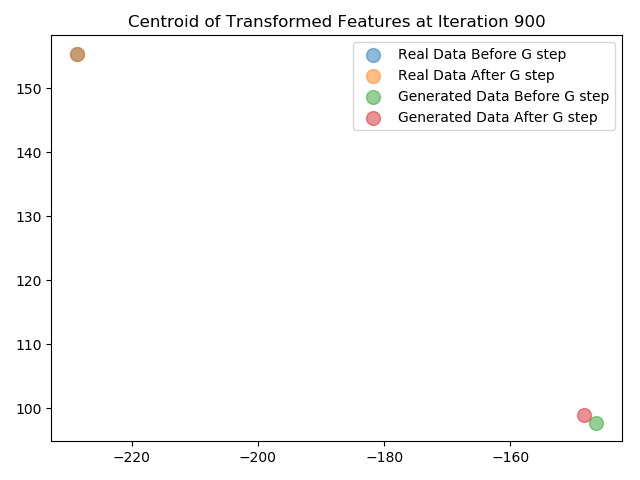 Centroid of Transformed Features at Iteration 900
Real Data Before G step
Real Data After G step
Generated Data Before G step
Generated Data After G step
150
140
130
120
110
100
−220 −200 −180 −160